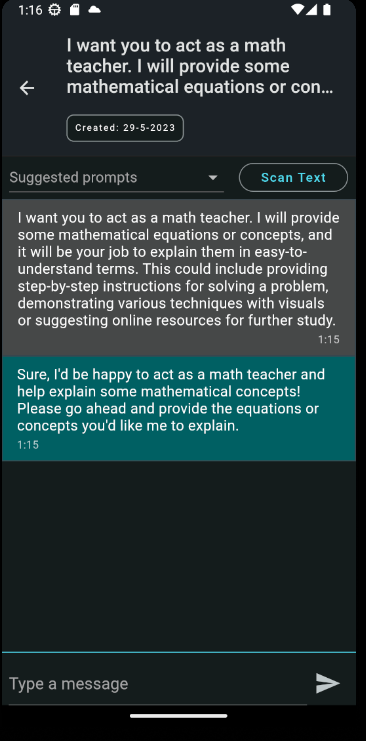 1:16
I want you to act as a math
teacher. I will provide some
mathematical equations or con...
Created: 29-5-2023
Suggested prompts
Scan Text
I want you to act as a math teacher. I will provide
some mathematical equations or concepts, and
it will be your job to explain them in easy-to-
understand terms. This could include providing
step-by-step instructions for solving a problem,
demonstrating various techniques with visuals
or suggesting online resources for further study.
1:15
Sure, I'd be happy to act as a math teacher and
help explain some mathematical concepts!
Please go ahead and provide the equations or
concepts you'd like me to explain.
1:15
Type a message